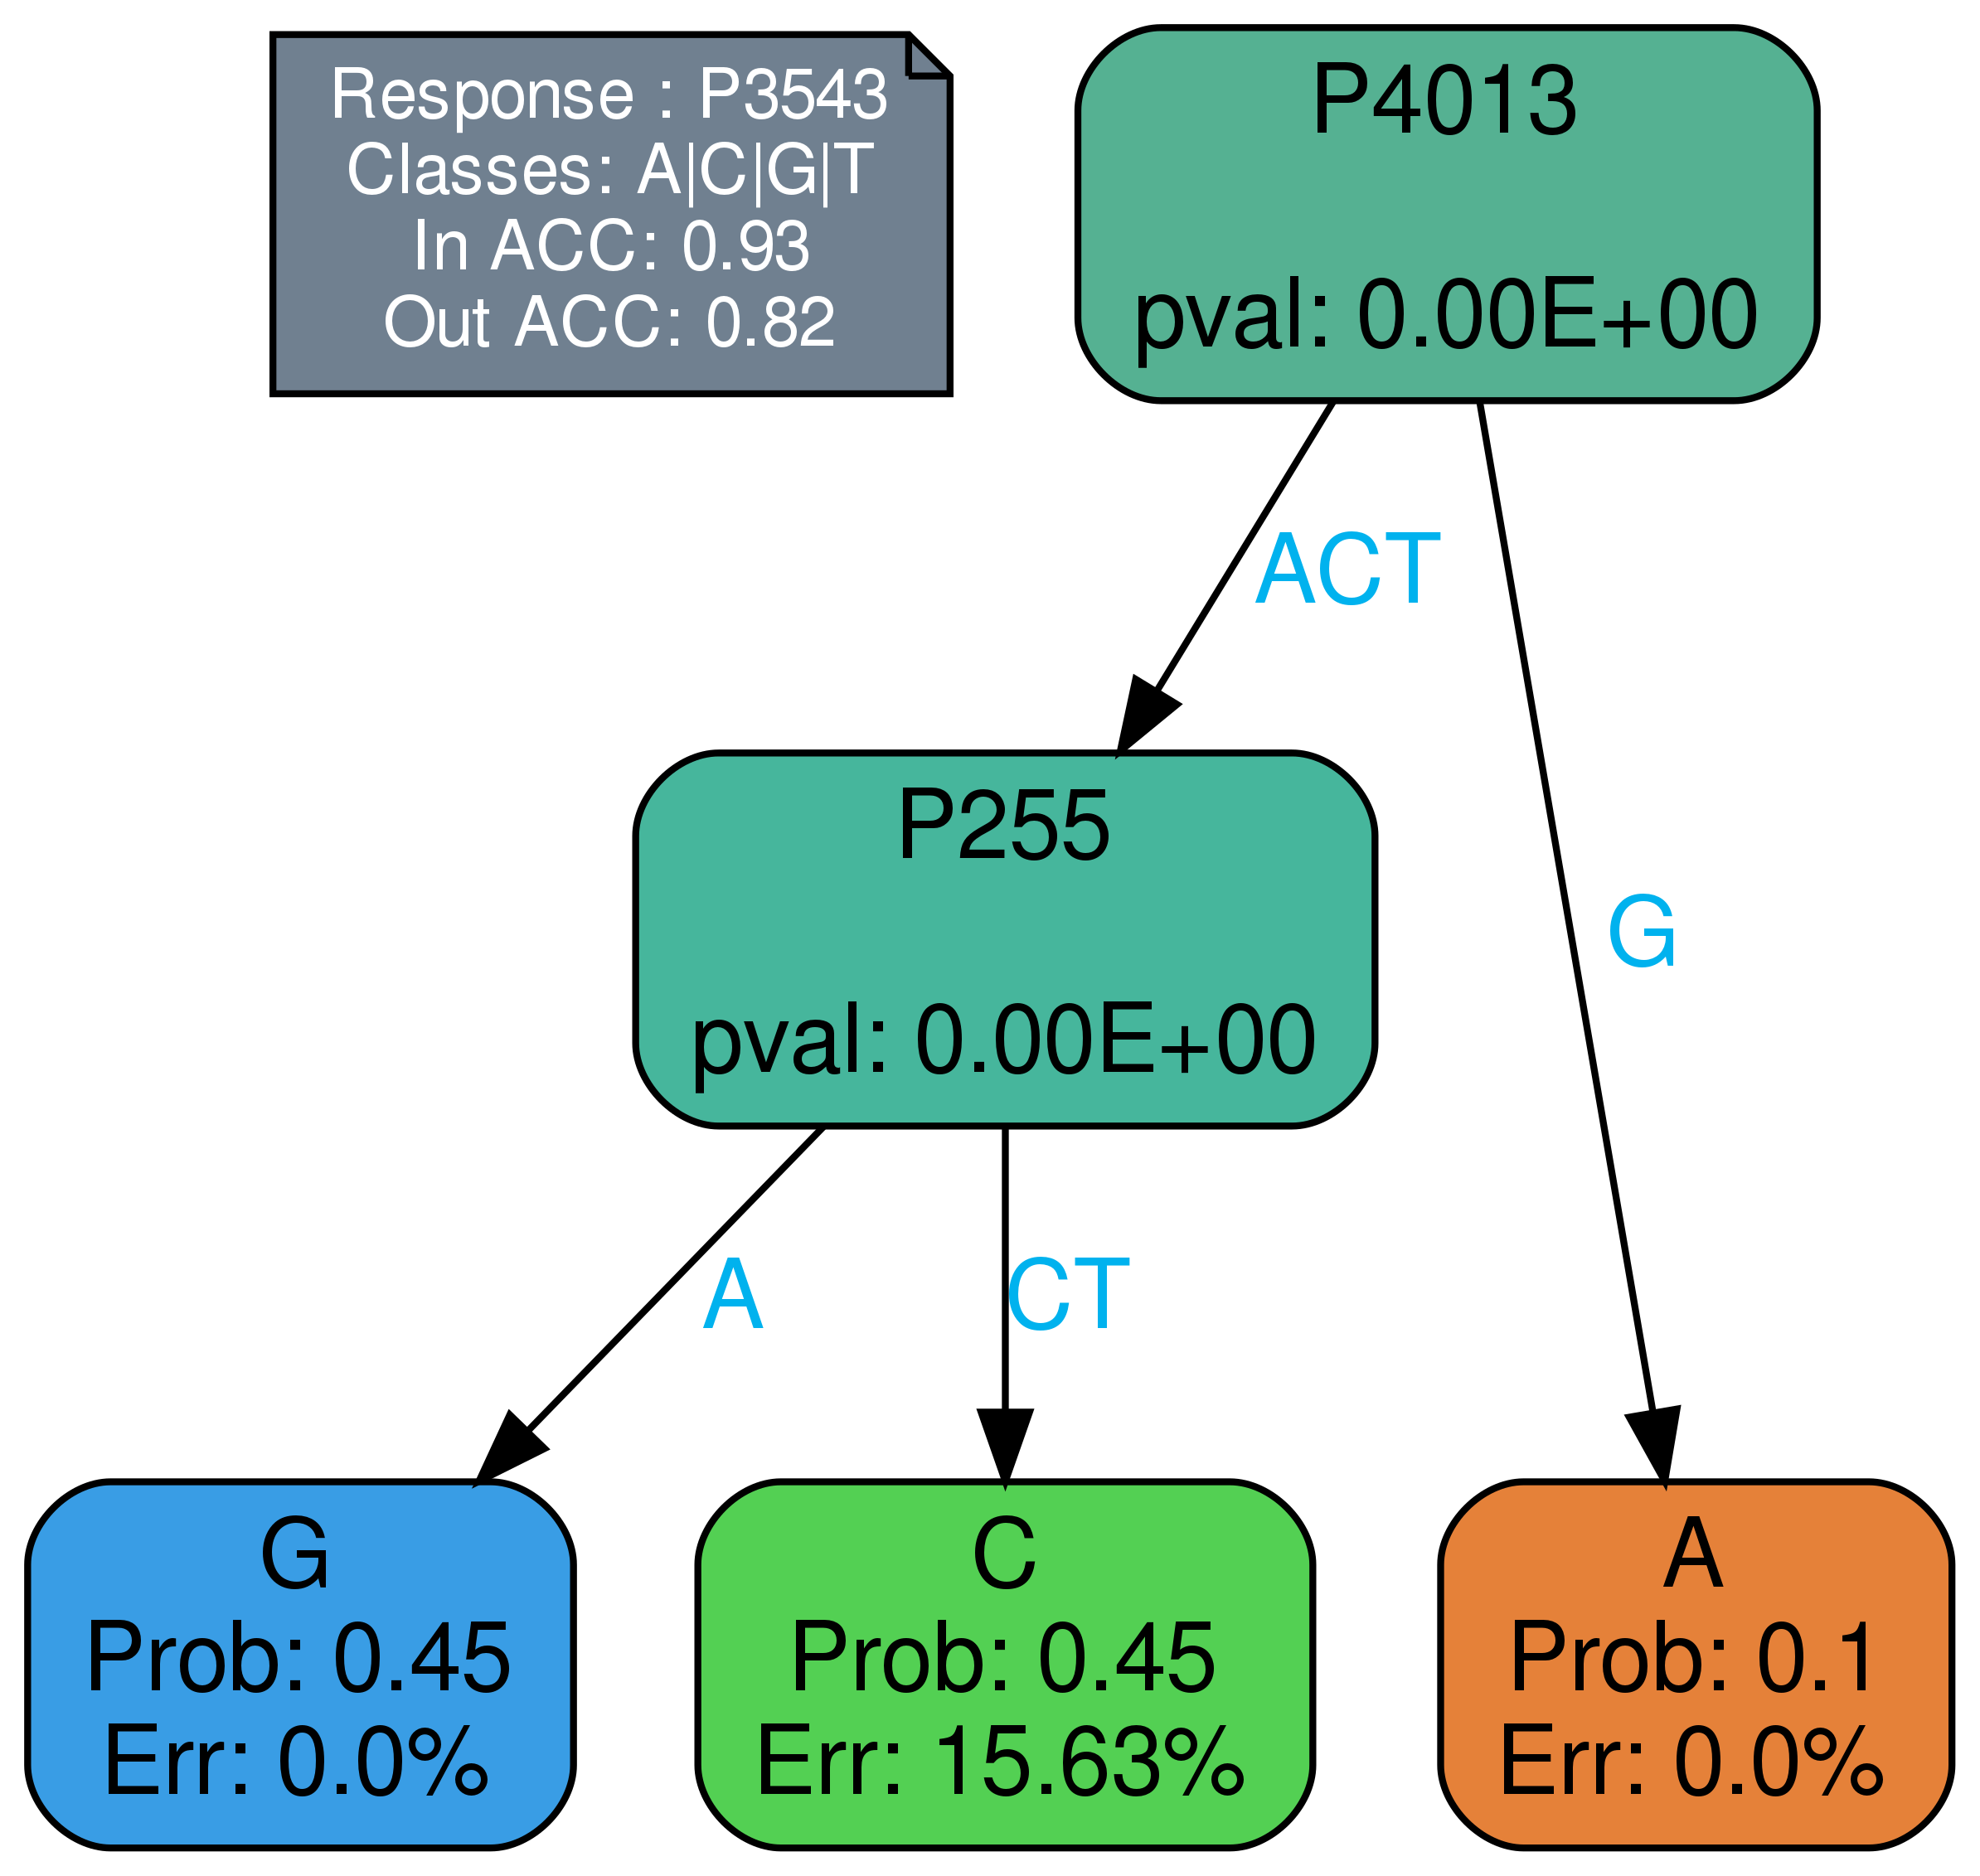 Response : P3543
Classes: A|C|G|T
In ACC: 0.93
Out ACC: 0.82
P4013
pval: 0.00E+00
ACT
P255
pval: 0.00E+00
G
A
CT
G
Prob: 0.45
Err: 0.0%
C
Prob: 0.45
Err: 15.63%
A
Prob: 0.1
Err: 0.0%